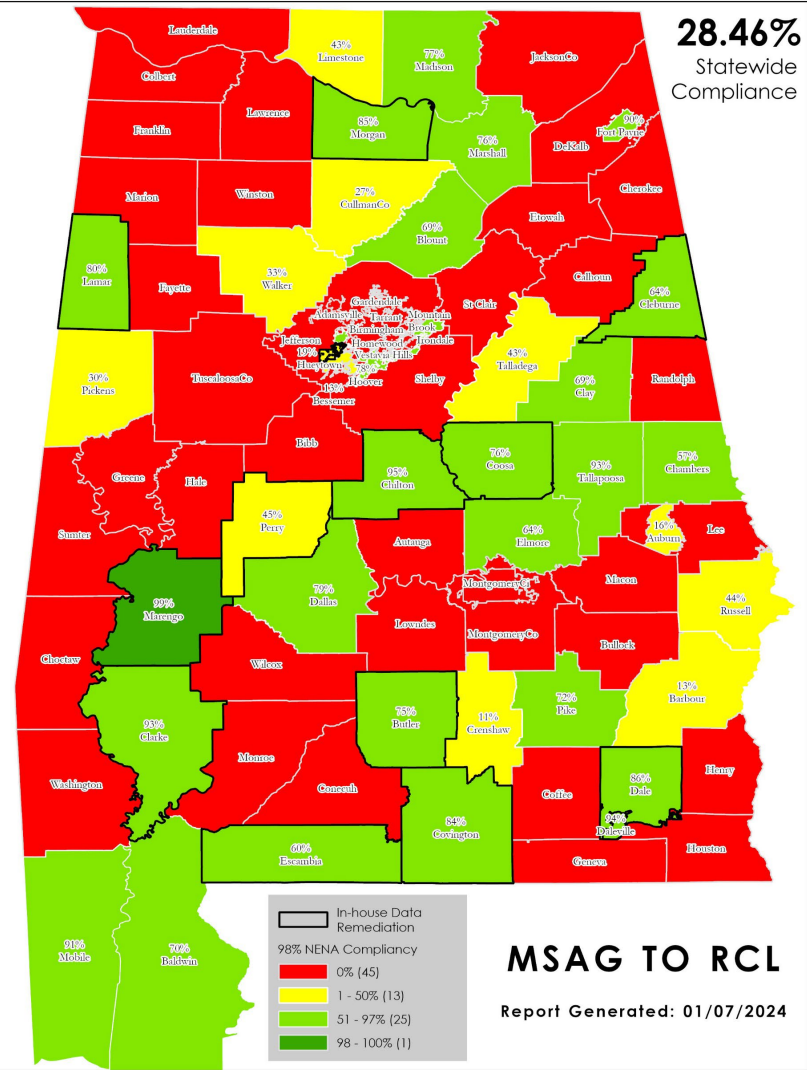 28.46%
Statewide
Compliance
Lauderdale
43%
Limestone
77%
Madison
JacksonCo
Colbert
Lawrence
Franklin
85%
Morgan
76%
Marshall
DeKalb
90%
Fort Payne
Marion
Winston
27%
CullmanCo
Cherokee
Etowah
69%
Blount
80%
Lamar
Fayette
33%
Walker
Calhoun
64%
Cleburne
St Clair
Gardendale
Adamsville
Tarrant
Mountain
Brook
Birmingham
Irondale
Jefferson
19%
Hueytown
Homewood
Vestavia Hills
78%
Hoover
13%
Bessemer
Shelby
30%
Pickens
TuscaloosaCo
43%
Talladega
69%
Clay
Randolph
Bibb
Greene
Hale
95%
Chilton
76%
Coosa
93%
Tallapoosa
57%
Chambers
Sumter
45%
Perry
Autauga
64%
Elmore
16%
Auburn
Lee
99%
Marengo
79%
Dallas
MontgomeryCi
Macon
44%
Russell
Lowndes
MontgomeryCo
Bullock
Choctaw
Wilcox
93%
Clarke
75%
Butler
11%
Crenshaw
72%
Pike
13%
Barbour
Washington
Monroe
Conecuh
Coffee
86%
Dale
Henry
84%
Covington
94%
Daleville
60%
Escambia
Geneva
Houston
91%
Mobile
70%
Baldwin
In-house Data
Remediation
98% NENA Compliancy
0% (45)
1 - 50% (13)
51 - 97% (25)
98 - 100% (1)
MSAG TO RCL
Report Generated: 01/07/2024